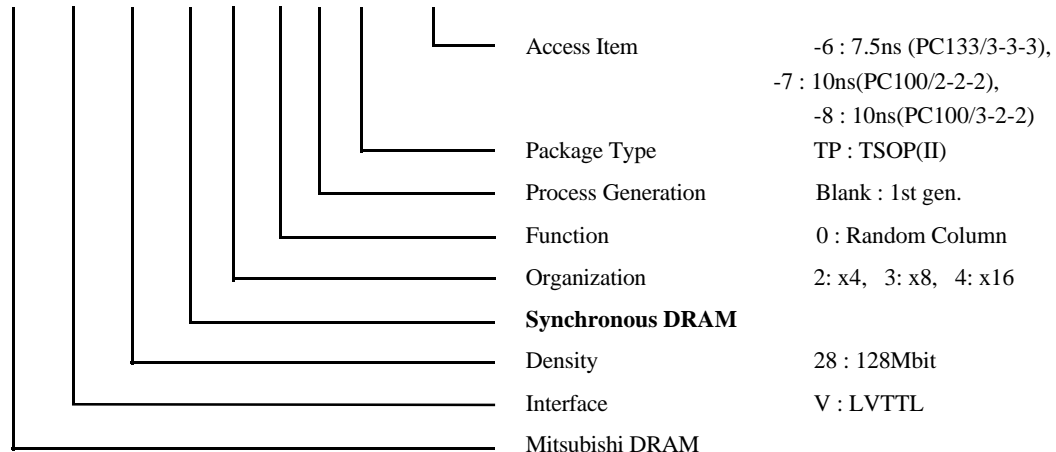 Access Item -6 : 7.5ns (PC133/3-3-3),
-7 : 10ns(PC100/2-2-2),
-8 : 10ns(PC100/3-2-2)
Package Type TP : TSOP(II)
Process Generation Blank : 1st gen.
Function 0 : Random Column
Organization 2: x4, 3: x8, 4: x16
Synchronous DRAM
Density 28 : 128Mbit
Interface V : LVTTL
Mitsubishi DRAM